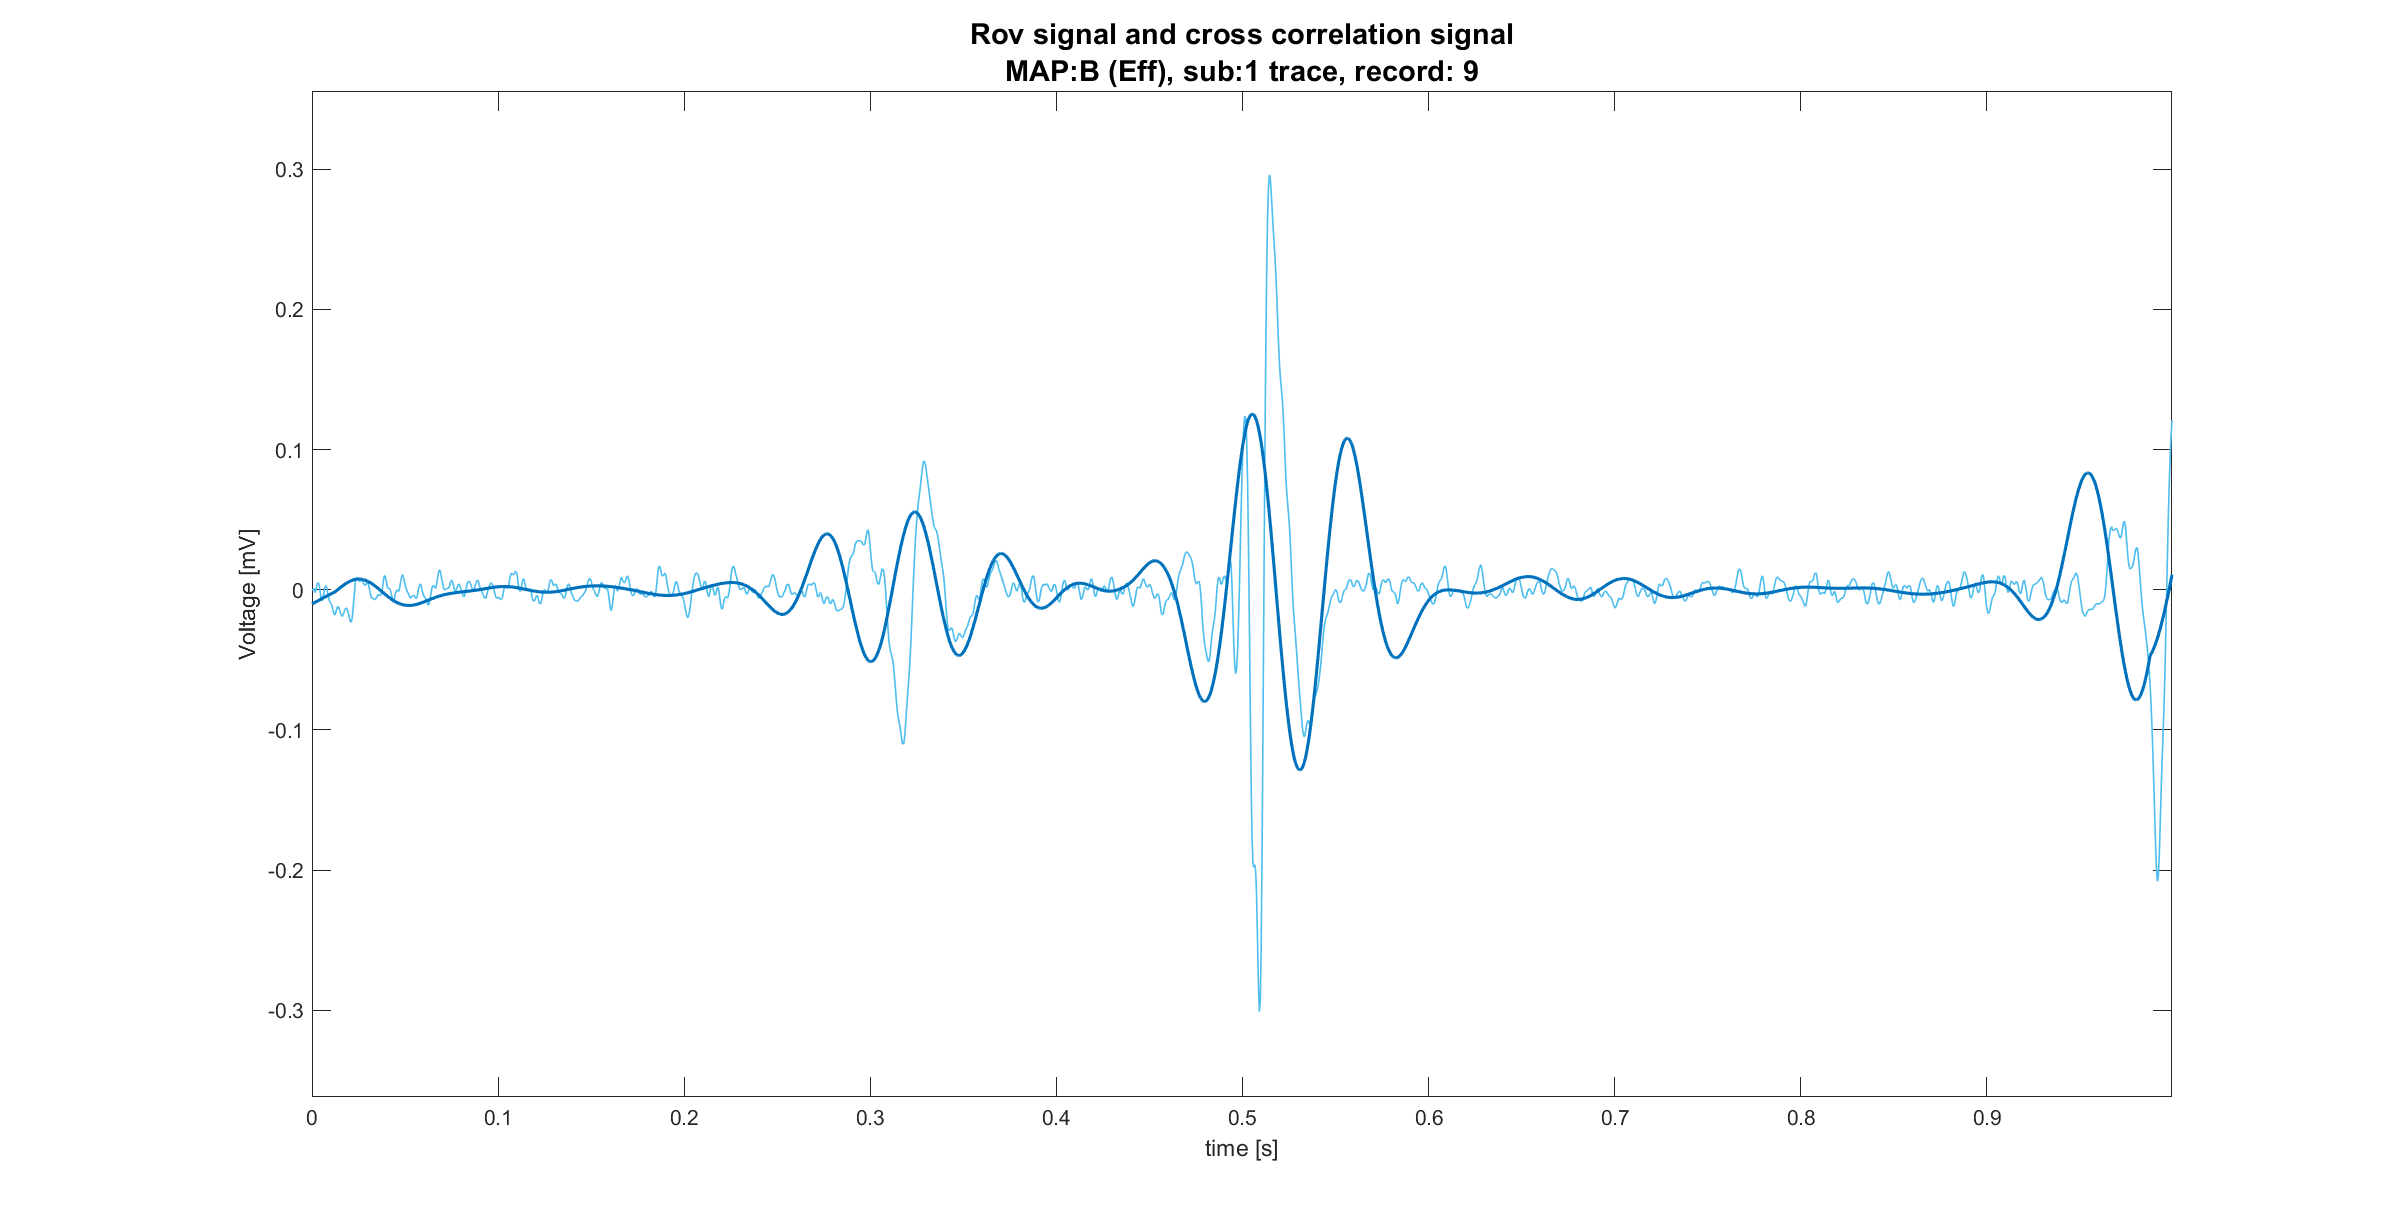 Rov signal and cross correlation signal
MAP:B (Eff), sub:1 trace, record: 9
0.3
0.2
0.1
0
-0.1
-0.2
-0.3
Voltage [mV]
0 0.1 0.2 0.3 0.4 0.5 0.6 0.7 0.8 0.9
time [s]